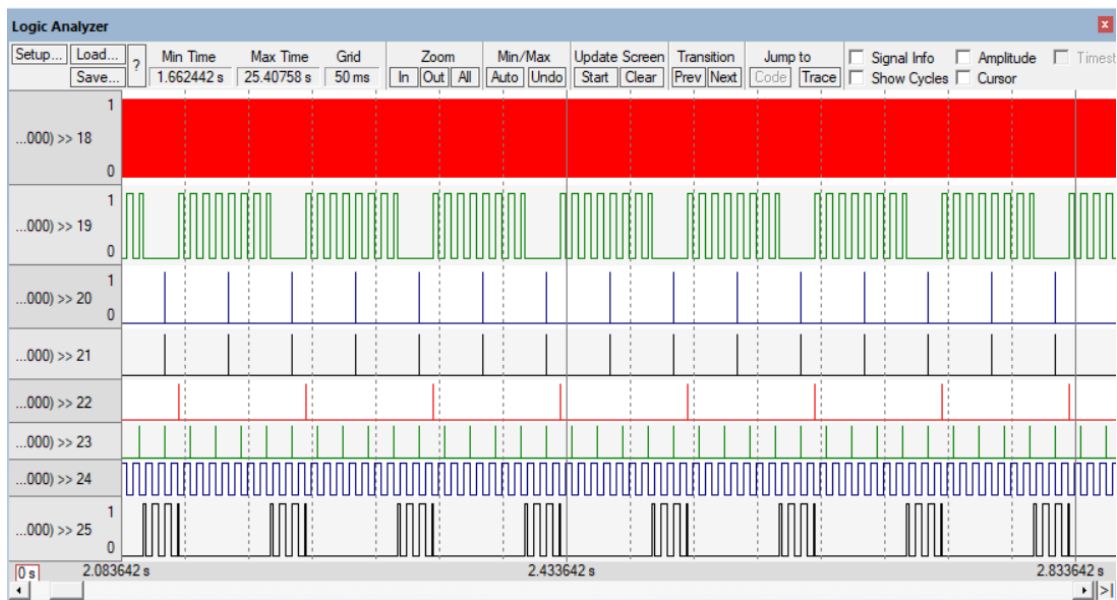 Logic Analyzer
Setup... Load... Save... ? Min Time Max Time Grid Zoom Min/Max Update Screen Transition Jump to Signal Info Amplitude Timest
1.662442 s 25.40758 s 50 ms In Out All Auto Undo Start Clear Prev Next Code Trace Show Cycles Cursor
1
...000) >> 18
0
1
...000) >> 19
0
1
...000) >> 20
0
...000) >> 21
...000) >> 22
...000) >> 23
...000) >> 24
1
...000) >> 25
0
0 s 2.083642 s 2.433642 s 2.833642 s